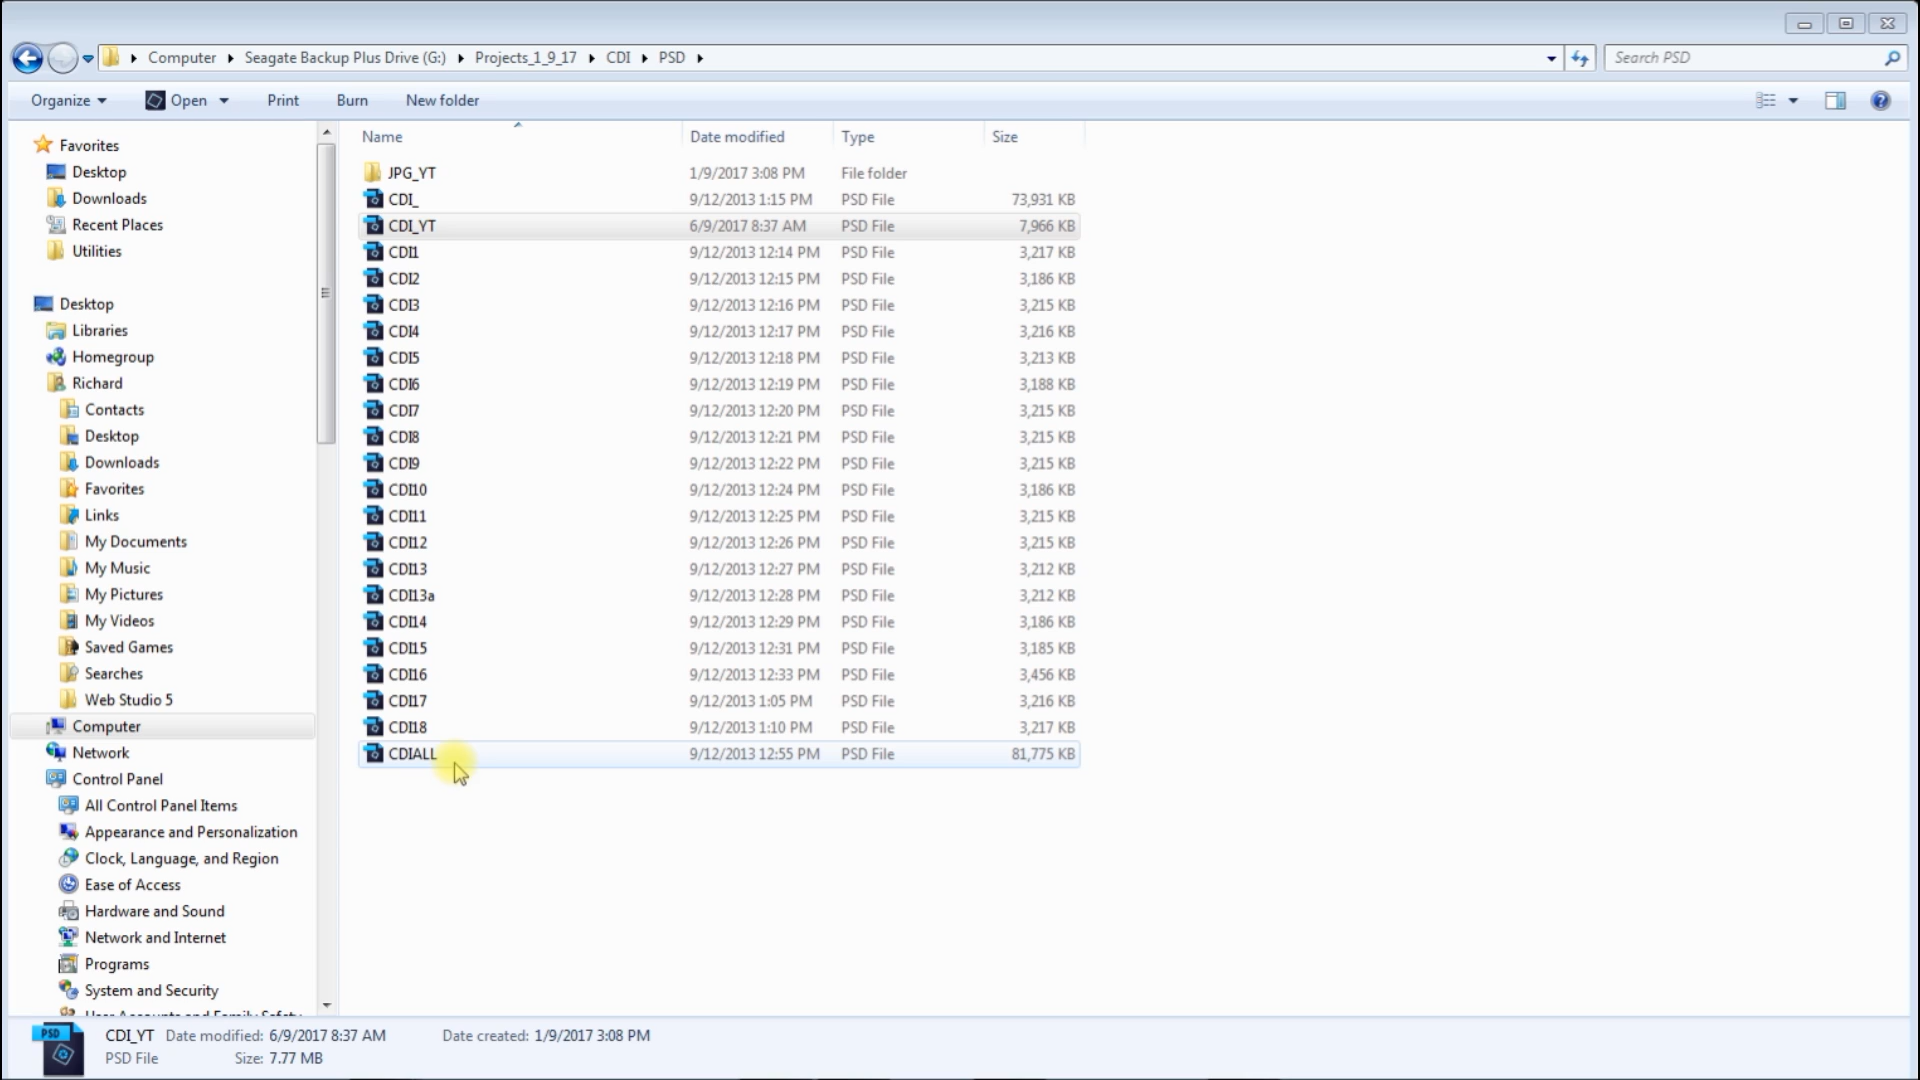 Computer Seagate Backup Plus Drive (G:) Projects_1_9_17 CDI PSD Search PSD
Organize Open Print Burn New folder
Name Date modified Type Size
JPG_YT 1/9/2017 3:08 PM File folder
CDI_ 9/12/2013 1:15 PM PSD File 73,931 KB
CDI_YT 6/9/2017 8:37 AM PSD File 7,966 KB
CDI1 9/12/2013 12:14 PM PSD File 3,217 KB
CDI2 9/12/2013 12:15 PM PSD File 3,186 KB
CDI3 9/12/2013 12:16 PM PSD File 3,215 KB
CDI4 9/12/2013 12:17 PM PSD File 3,216 KB
CDI5 9/12/2013 12:18 PM PSD File 3,213 KB
CDI6 9/12/2013 12:19 PM PSD File 3,188 KB
CDI7 9/12/2013 12:20 PM PSD File 3,215 KB
CDI8 9/12/2013 12:21 PM PSD File 3,215 KB
CDI9 9/12/2013 12:22 PM PSD File 3,215 KB
CDI10 9/12/2013 12:24 PM PSD File 3,186 KB
CDI11 9/12/2013 12:25 PM PSD File 3,215 KB
CDI12 9/12/2013 12:26 PM PSD File 3,215 KB
CDI13 9/12/2013 12:27 PM PSD File 3,212 KB
CDI13a 9/12/2013 12:28 PM PSD File 3,212 KB
CDI14 9/12/2013 12:29 PM PSD File 3,186 KB
CDI15 9/12/2013 12:31 PM PSD File 3,185 KB
CDI16 9/12/2013 12:33 PM PSD File 3,456 KB
CDI17 9/12/2013 1:05 PM PSD File 3,216 KB
CDI18 9/12/2013 1:10 PM PSD File 3,217 KB
CDIALL 9/12/2013 12:55 PM PSD File 81,775 KB
Favorites
Desktop
Downloads
Recent Places
Utilities
Desktop
Libraries
Homegroup
Richard
Contacts
Desktop
Downloads
Favorites
Links
My Documents
My Music
My Pictures
My Videos
Saved Games
Searches
Web Studio 5
Computer
Network
Control Panel
All Control Panel Items
Appearance and Personalization
Clock, Language, and Region
Ease of Access
Hardware and Sound
Network and Internet
Programs
System and Security
User Accounts and Family Safety
PSD
CDI_YT Date modified: 6/9/2017 8:37 AM Date created: 1/9/2017 3:08 PM
PSD File Size: 7.77 MB